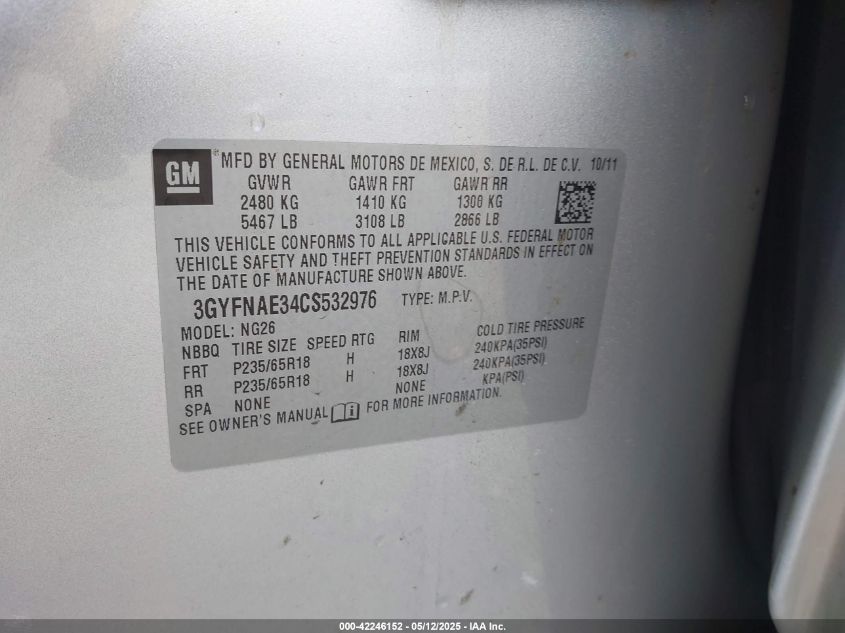 GM
MFD BY GENERAL MOTORS DE MEXICO, S. DE R.L. DE C.V. 10/11
GVWR GAWR FRT GAWR RR
2480 KG 1410 KG 1300 KG
5467 LB 3108 LB 2866 LB
THIS VEHICLE CONFORMS TO ALL APPLICABLE U.S. FEDERAL MOTOR
VEHICLE SAFETY AND THEFT PREVENTION STANDARDS IN EFFECT ON
THE DATE OF MANUFACTURE SHOWN ABOVE.
3GYFNAE34CS532976 TYPE: M.P.V.
MODEL: NG26
NBBQ TIRE SIZE SPEED RTG RIM COLD TIRE PRESSURE
FRT P235/65R18 H 18X8J 240KPA(35PSI)
RR P235/65R18 H 18X8J 240KPA(35PSI)
SPA NONE NONE KPA(PSI)
SEE OWNER'S MANUAL FOR MORE INFORMATION.
000-42246152 - 05/12/2025 - IAA Inc.